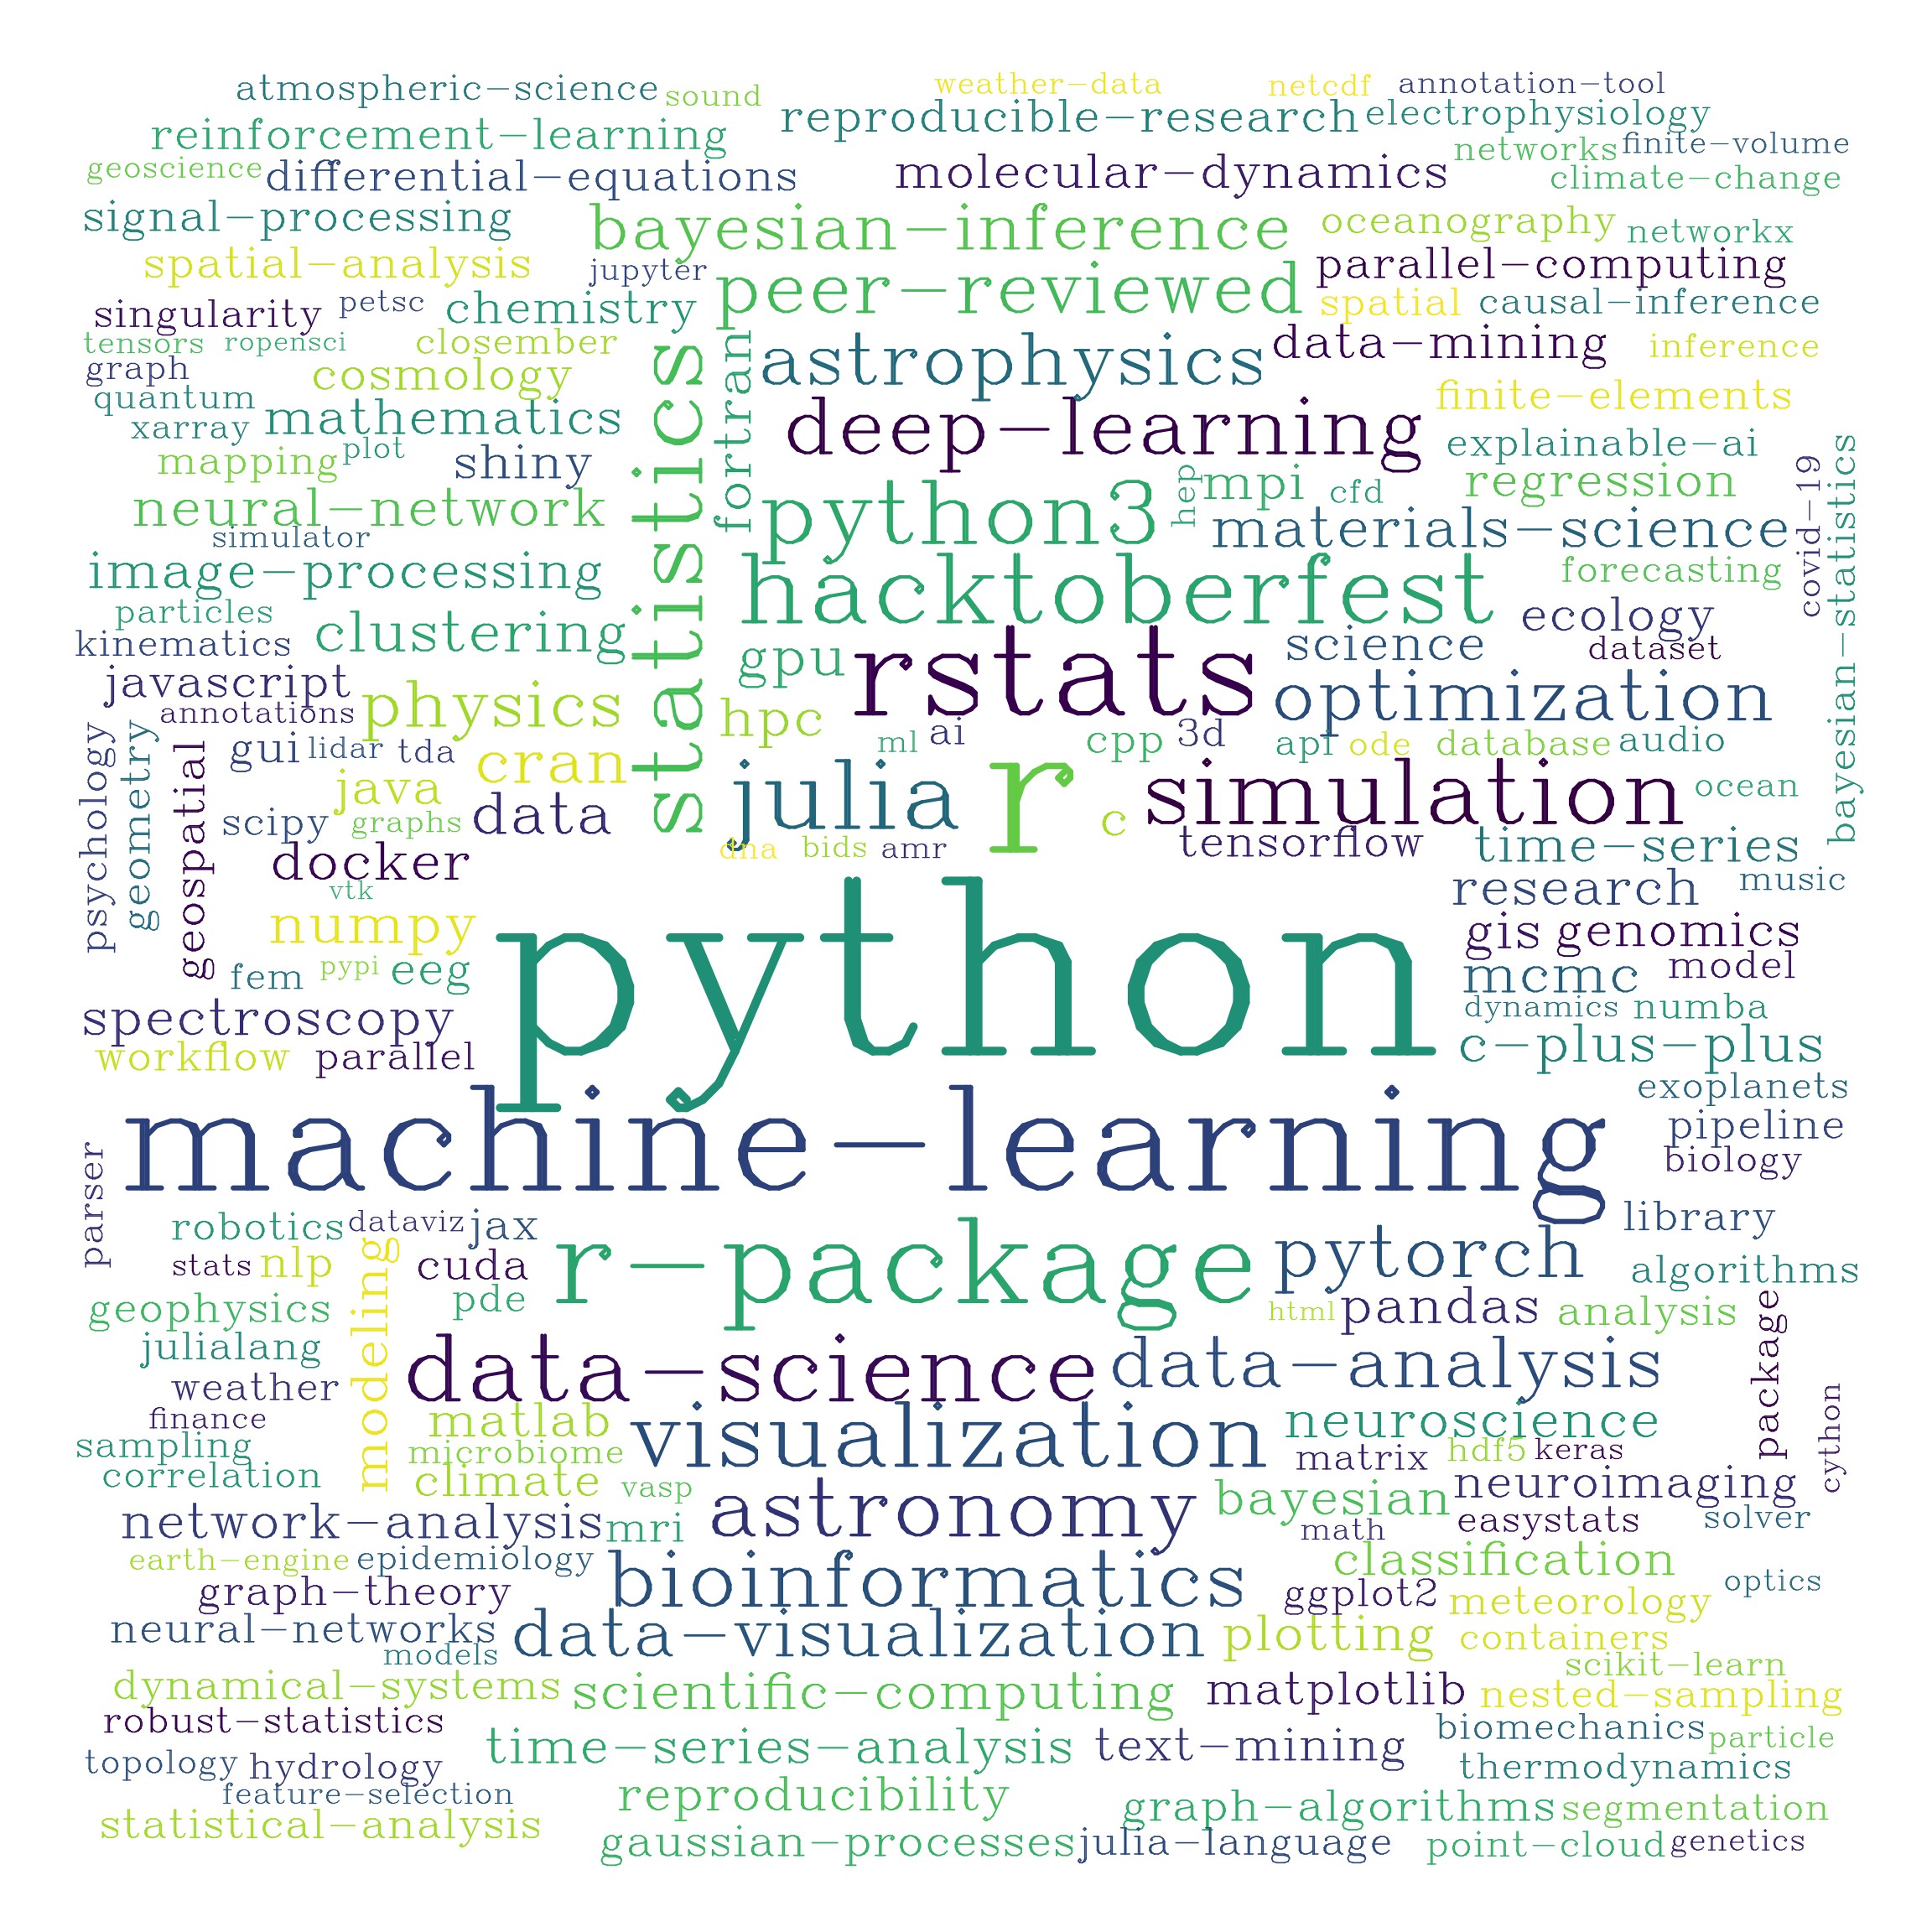 weather-data
netcdf
annotation-tool
atmospheric-science
sound
reproducible-research
electrophysiology
reinforcement-learning
networks
finite-volume
geoscience
differential-equations
molecular-dynamics
climate-change
signal-processing
bayesian-inference
oceanography
networkx
spatial-analysis
jupyter
peer-reviewed
parallel-computing
singularity
petsc
chemistry
spatial
causal-inference
tensors
ropensci
closember
statistics
fortran
astrophysics
data-mining
inference
graph
cosmology
quantum
deep-learning
finite-elements
xarray
mathematics
plot
explainable-ai
mapping
shiny
hep
mpi
cfd
regression
covid-19
bayesian-statistics
neural-network
python3
materials-science
simulator
image-processing
hacktoberfest
forecasting
particles
ecology
kinematics
clustering
gpu
rstats
science
dataset
javascript
physics
optimization
annotations
hpc
psychology
geometry
geospatial
gui
lidar
tda
cran
ml
ai
cpp
3d
api
ode
database
audio
java
data
julia
r
c
simulation
ocean
scipy
graphs
docker
dna
bids
amr
tensorflow
time-series
vtk
research
music
numpy
python
gis
genomics
fem
pypi
eeg
mcmc
model
spectroscopy
dynamics
numba
workflow
parallel
c-plus-plus
machine-learning
exoplanets
pipeline
parser
biology
robotics
dataviz
jax
library
stats
nlp
modeling
cuda
r-package
pytorch
algorithms
geophysics
pde
html
pandas
analysis
package
julialang
data-science
data-analysis
weather
cython
finance
matlab
visualization
neuroscience
sampling
microbiome
matrix
hdf5
keras
correlation
climate
vasp
astronomy
bayesian
neuroimaging
network-analysis
mri
math
easystats
solver
earth-engine
epidemiology
bioinformatics
classification
graph-theory
ggplot2
meteorology
optics
neural-networks
data-visualization
plotting
containers
models
scikit-learn
dynamical-systems
scientific-computing
matplotlib
nested-sampling
robust-statistics
time-series-analysis
text-mining
biomechanics
particle
topology
hydrology
thermodynamics
feature-selection
reproducibility
graph-algorithms
segmentation
statistical-analysis
gaussian-processes
julia-language
point-cloud
genetics